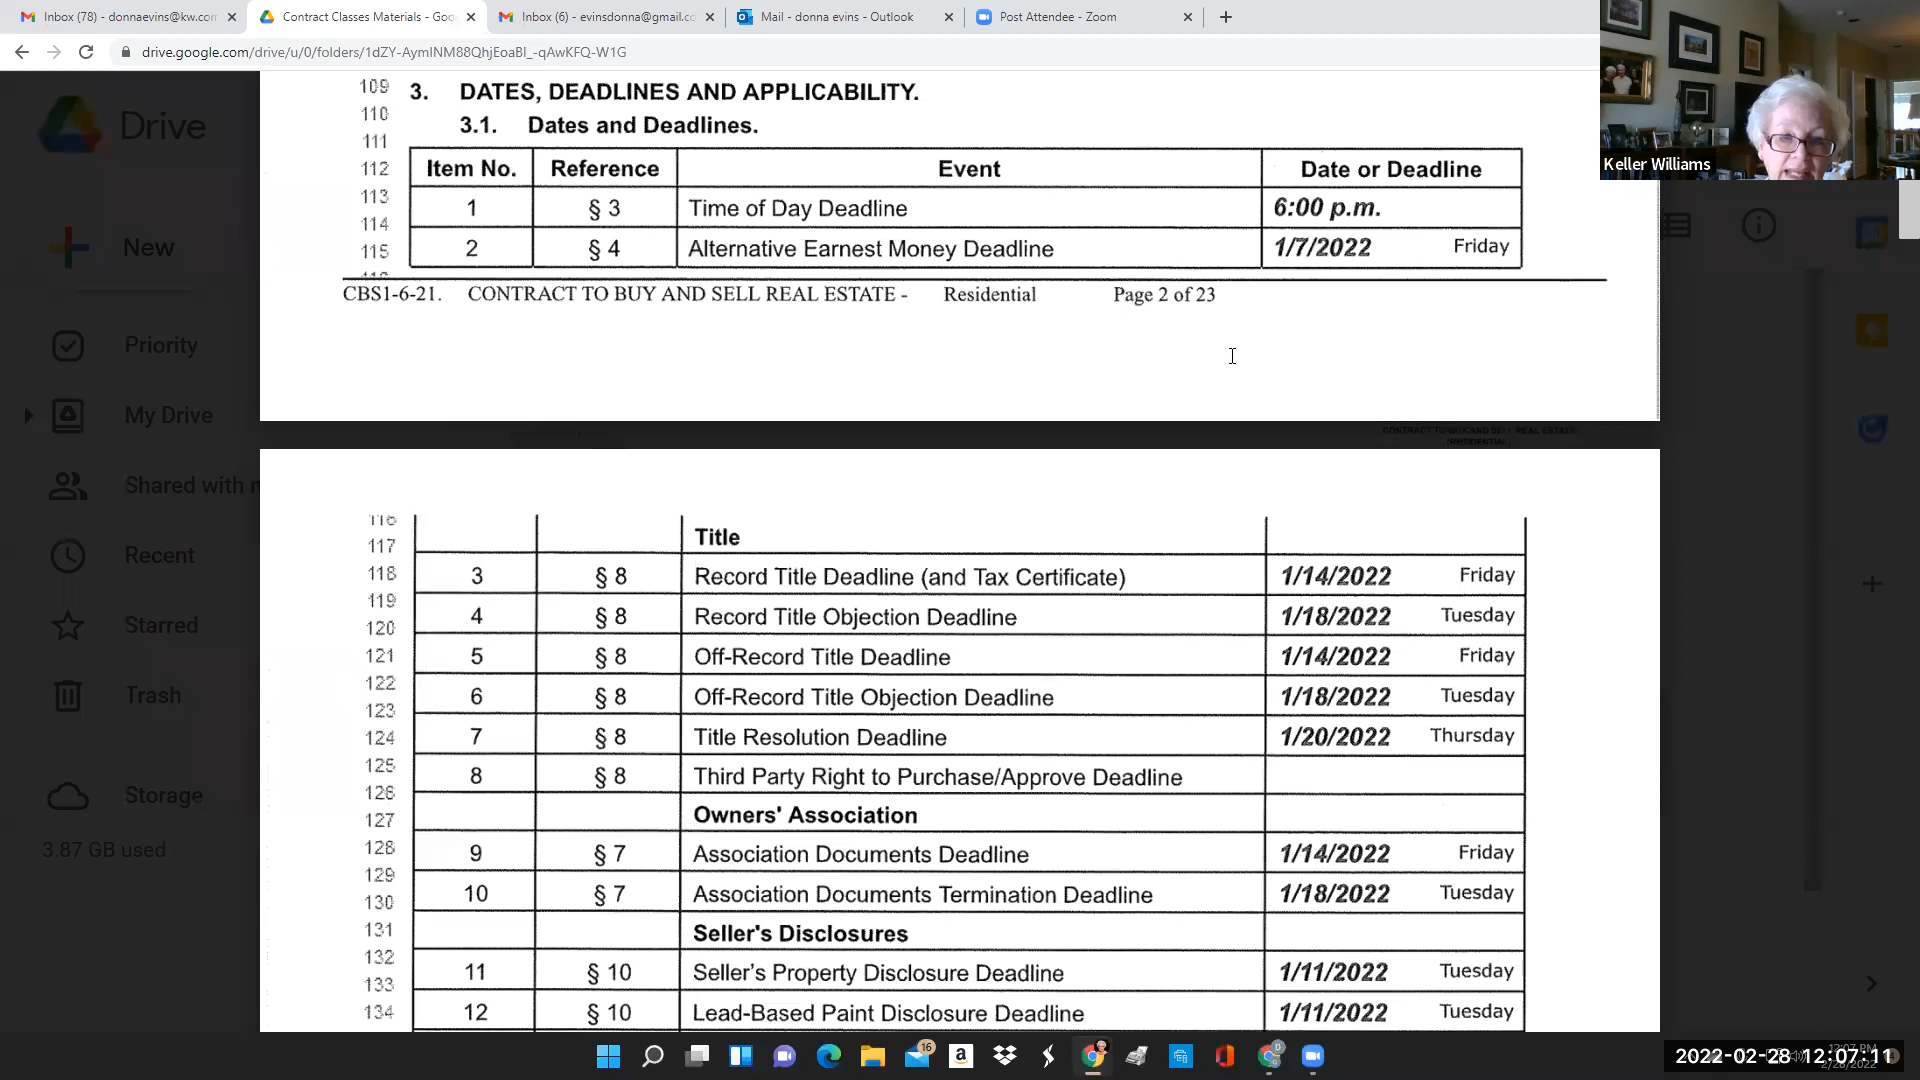 Inbox (78) - donnaevins@kw.com
Contract Classes Materials - Goo
Inbox (6) - evinsdonna@gmail.co
Mail - donna evins - Outlook
Post Attendee - Zoom
drive.google.com/drive/u/0/folders/1dZY-AymINM88QhjEoaBI_-qAwKFQ-W1G
Keller Williams
Drive
New
Priority
My Drive
Shared with
Recent
Starred
Trash
Storage
3.87 GB used
109 3. DATES, DEADLINES AND APPLICABILITY.
110 3.1. Dates and Deadlines.
111
112 Item No. Reference Event Date or Deadline
113 1 § 3 Time of Day Deadline 6:00 p.m.
114
115 2 § 4 Alternative Earnest Money Deadline 1/7/2022 Friday
CBS1-6-21. CONTRACT TO BUY AND SELL REAL ESTATE - Residential Page 2 of 23
CONTRACT TO BUY AND SELL REAL ESTATE
(RESIDENTIAL)
116
117 Title
118 3 § 8 Record Title Deadline (and Tax Certificate) 1/14/2022 Friday
119
120 4 § 8 Record Title Objection Deadline 1/18/2022 Tuesday
121 5 § 8 Off-Record Title Deadline 1/14/2022 Friday
122
123 6 § 8 Off-Record Title Objection Deadline 1/18/2022 Tuesday
124 7 § 8 Title Resolution Deadline 1/20/2022 Thursday
125
126 8 § 8 Third Party Right to Purchase/Approve Deadline
127 Owners' Association
128 9 § 7 Association Documents Deadline 1/14/2022 Friday
129
130 10 § 7 Association Documents Termination Deadline 1/18/2022 Tuesday
131 Seller's Disclosures
132
133 11 § 10 Seller's Property Disclosure Deadline 1/11/2022 Tuesday
134 12 § 10 Lead-Based Paint Disclosure Deadline 1/11/2022 Tuesday
16
2022-02-28 12:07:11